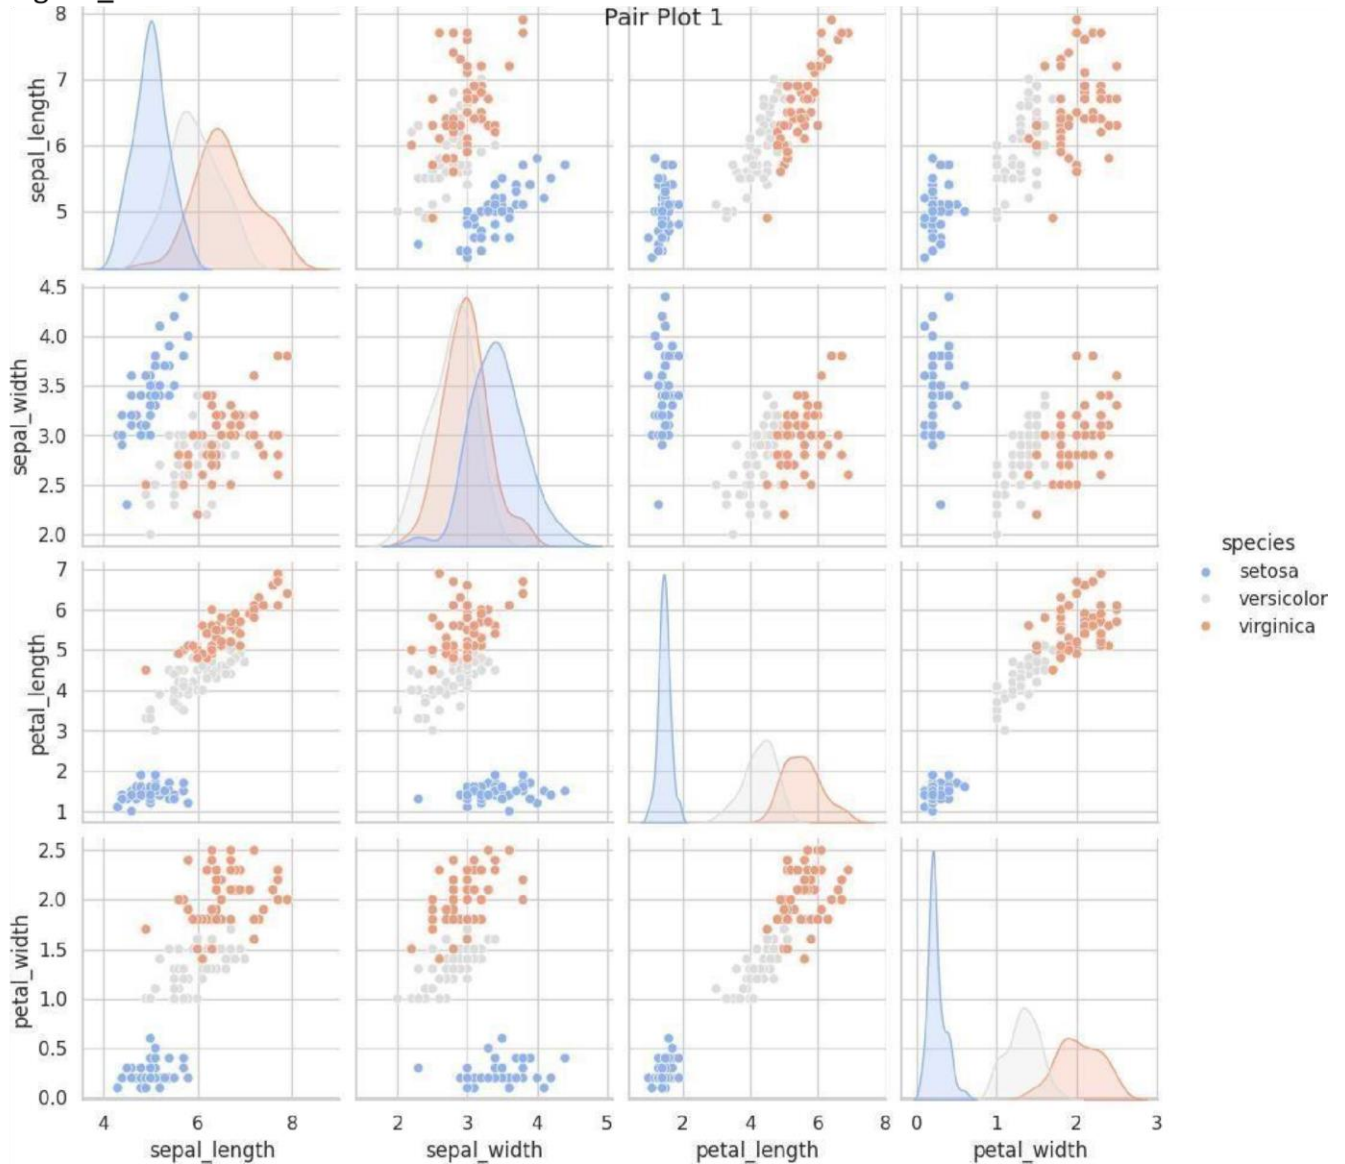 Pair Plot 1
8
7
6
5
sepal_length
4.5
4.0
3.5
3.0
2.5
2.0
sepal_width
7
6
5
4
3
2
1
petal_length
2.5
2.0
1.5
1.0
0.5
0.0
petal_width
4 6 8
sepal_length
2 3 4 5
sepal_width
2 4 6 8
petal_length
0 1 2 3
petal_width
species
setosa
versicolor
virginica